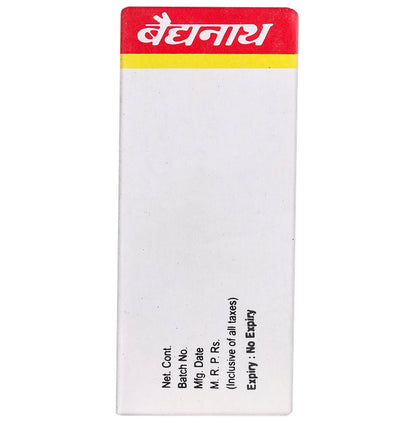 बैद्यनाथ
Net. Cont.
Batch No.
Mfg. Date
M. R. P. Rs.
(Inclusive of all taxes)
Expiry : No Expiry